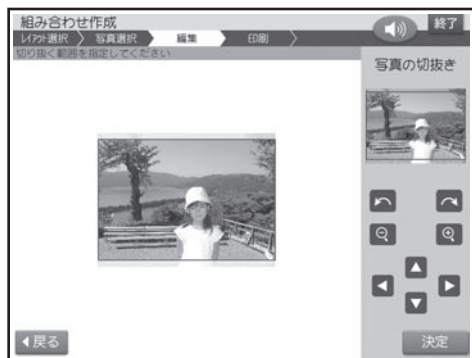 組み合わせ作成
終了
レイアウト選択
写真選択
編集
印刷
切り抜く範囲を指定してください
写真の切抜き
戻る
決定